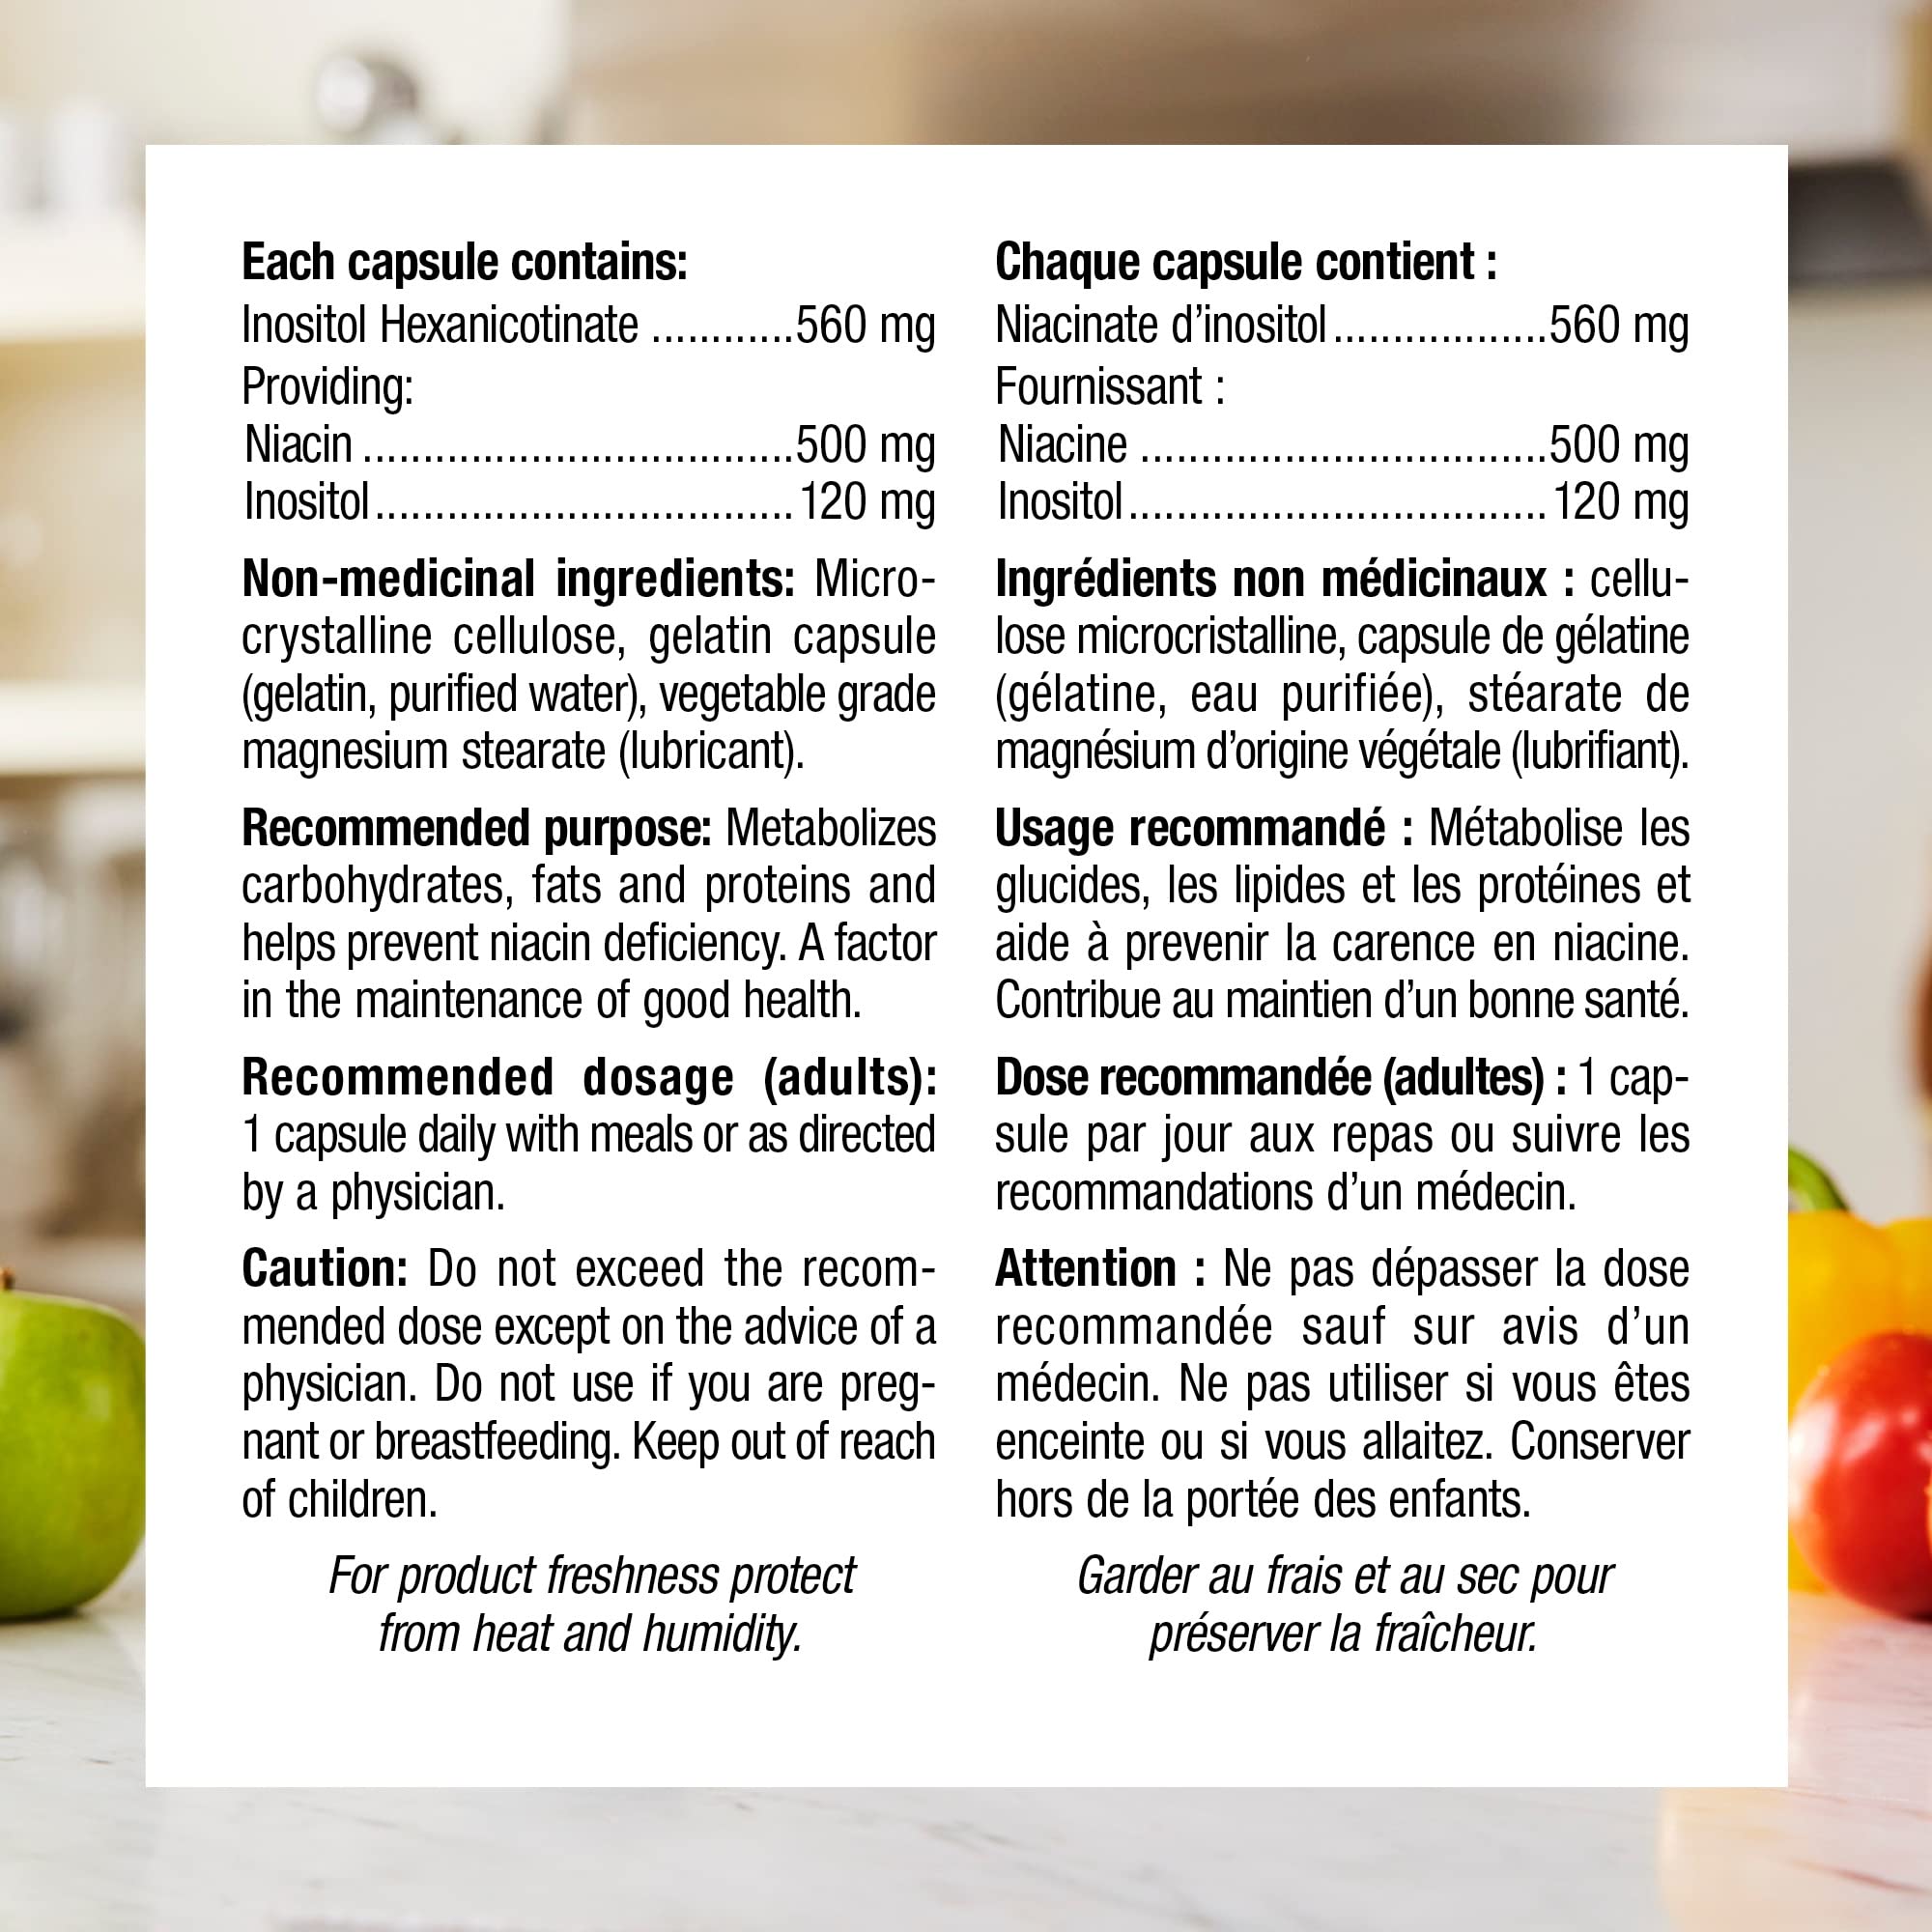 Each capsule contains:
Inositol Hexanicotinate ............560 mg
Providing:
Niacin ....................................500 mg
Inositol...................................120 mg
Non-medicinal ingredients: Micro-
crystalline cellulose, gelatin capsule
(gelatin, purified water), vegetable grade
magnesium stearate (lubricant).
Recommended purpose: Metabolizes
carbohydrates, fats and proteins and
helps prevent niacin deficiency. A factor
in the maintenance of good health.
Recommended dosage (adults):
1 capsule daily with meals or as directed
by a physician.
Caution: Do not exceed the recom-
mended dose except on the advice of a
physician. Do not use if you are preg-
nant or breastfeeding. Keep out of reach
of children.
For product freshness protect
from heat and humidity.
Chaque capsule contient :
Niacinate d’inositol..................560 mg
Fournissant :
Niacine ..................................500 mg
Inositol...................................120 mg
Ingrédients non médicinaux : cellu-
lose microcristalline, capsule de gélatine
(gélatine, eau purifiée), stéarate de
magnésium d’origine végétale (lubrifiant).
Usage recommandé : Métabolise les
glucides, les lipides et les protéines et
aide à prevenir la carence en niacine.
Contribue au maintien d’un bonne santé.
Dose recommandée (adultes) : 1 cap-
sule par jour aux repas ou suivre les
recommandations d’un médecin.
Attention : Ne pas dépasser la dose
recommandée sauf sur avis d’un
médecin. Ne pas utiliser si vous êtes
enceinte ou si vous allaitez. Conserver
hors de la portée des enfants.
Garder au frais et au sec pour
préserver la fraîcheur.